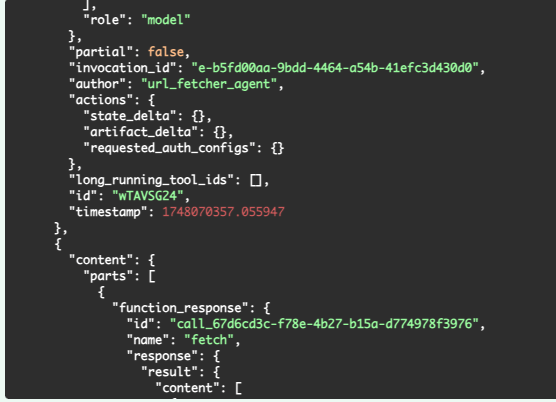 ],
"role": "model"
},
"partial": false,
"invocation_id": "e-b5fd00aa-9bdd-4464-a54b-41efc3d430d0",
"author": "url_fetcher_agent",
"actions": {
"state_delta": {},
"artifact_delta": {},
"requested_auth_configs": {}
},
"long_running_tool_ids": [],
"id": "wTAVSG24",
"timestamp": 1748070357.055947
},
{
"content": {
"parts": [
{
"function_response": {
"id": "call_67d6cd3c-f78e-4b27-b15a-d774978f3976",
"name": "fetch",
"response": {
"result": {
"content": [